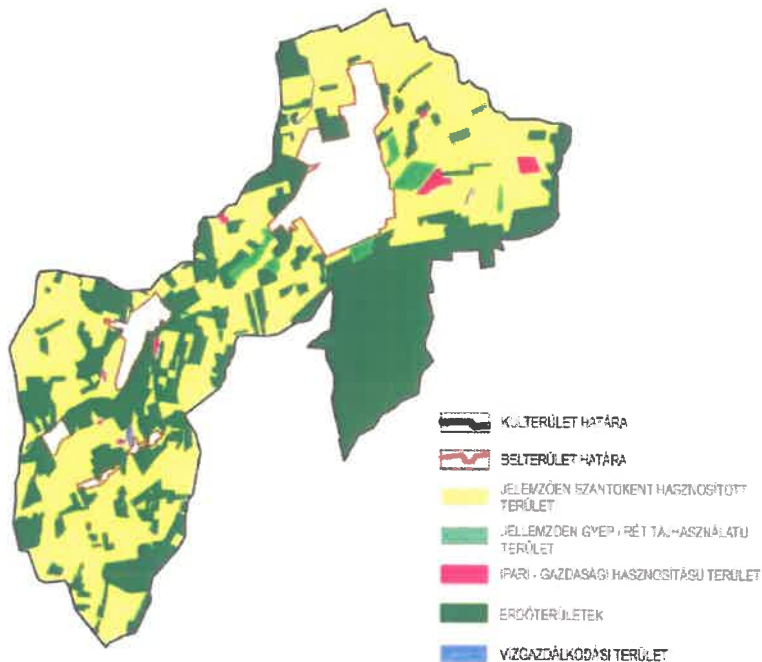 KÜLTERÜLET HATÁRA
BELTERÜLET HATÁRA
JELEMZŐEN SZÁNTÓKÉNT HASZNOSÍTOTT
TERÜLET
JELLEMZŐEN GYEP / RÉT TÁJHASZNÁLATÚ
TERÜLET
IPARI - GAZDASÁGI HASZNOSÍTÁSÚ TERÜLET
ERDŐTERÜLETEK
VÍZGAZDÁLKODÁSI TERÜLET